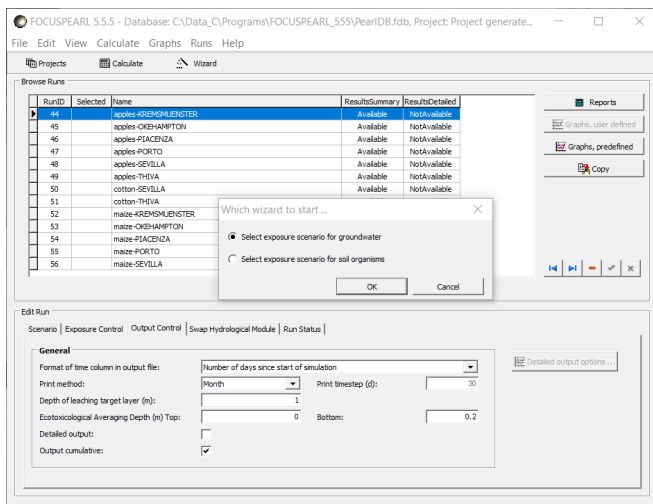 FOCUSPEARL 5.5.5 - Database: C:\Data_C\Programs\FOCUSPEARL_555\PearlDB.fdb, Project: Project generate...
File Edit View Calculate Graphs Runs Help
Projects Calculate Wizard
Browse Runs
RunID Selected Name ResultsSummary ResultsDetailed
44 apples-KREMSMUENSTER Available NotAvailable
45 apples-OKEHAMPTON Available NotAvailable
46 apples-PIACENZA Available NotAvailable
47 apples-PORTO Available NotAvailable
48 apples-SEVILLA Available NotAvailable
49 apples-THIVA Available NotAvailable
50 cotton-SEVILLA Available NotAvailable
51 cotton-THIVA
52 maize-KREMSMUENSTER
53 maize-OKEHAMPTON
54 maize-PIACENZA
55 maize-PORTO
56 maize-SEVILLA
Reports
Graphs, user defined
Graphs, predefined
Copy
Which wizard to start ...
Select exposure scenario for groundwater
Select exposure scenario for soil organisms
OK Cancel
Edit Run
Scenario Exposure Control Output Control Swap Hydrological Module Run Status
General
Format of time column in output file: Number of days since start of simulation
Print method: Month Print timestep (d): 30
Depth of leaching target layer (m): 1
Ecotoxicological Averaging Depth (m) Top: 0 Bottom: 0.2
Detailed output:
Output cumulative:
Detailed output options ...